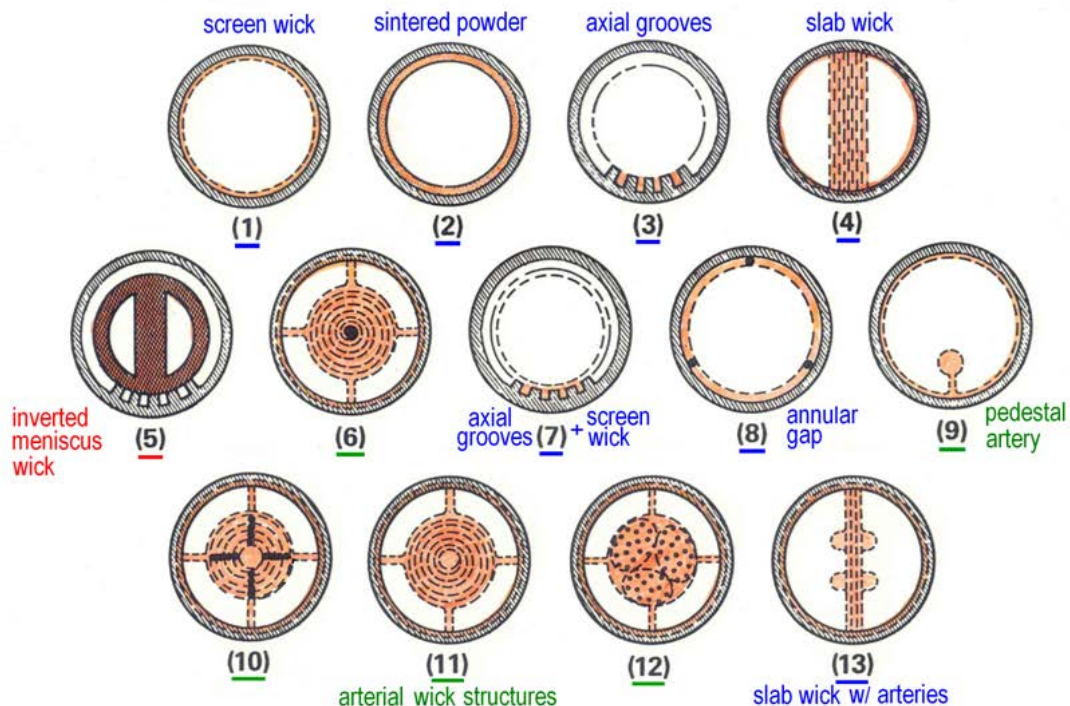 screen wick
sintered powder
axial grooves
slab wick
(1)
(2)
(3)
(4)
inverted
meniscus
wick
(5)
(6)
axial
grooves
(7)
+ screen
wick
(8)
annular
gap
(9)
pedestal
artery
(10)
(11)
(12)
(13)
arterial wick structures
slab wick w/ arteries